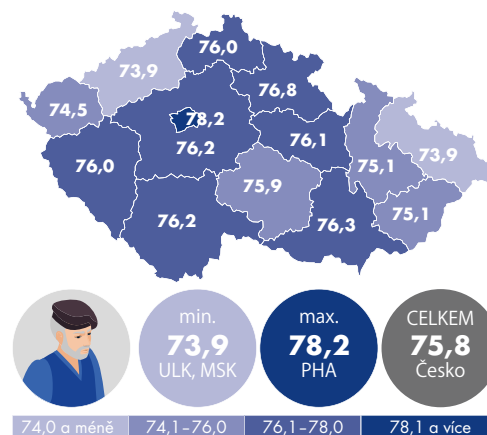 76,0
73,9
76,8
74,5
78,2
76,2
76,1
76,0
75,1
73,9
75,9
76,2
76,3
75,1
min.
73,9
ULK, MSK
max.
78,2
PHA
CELKEM
75,8
Česko
74,0 a méně
74,1–76,0
76,1–78,0
78,1 a více